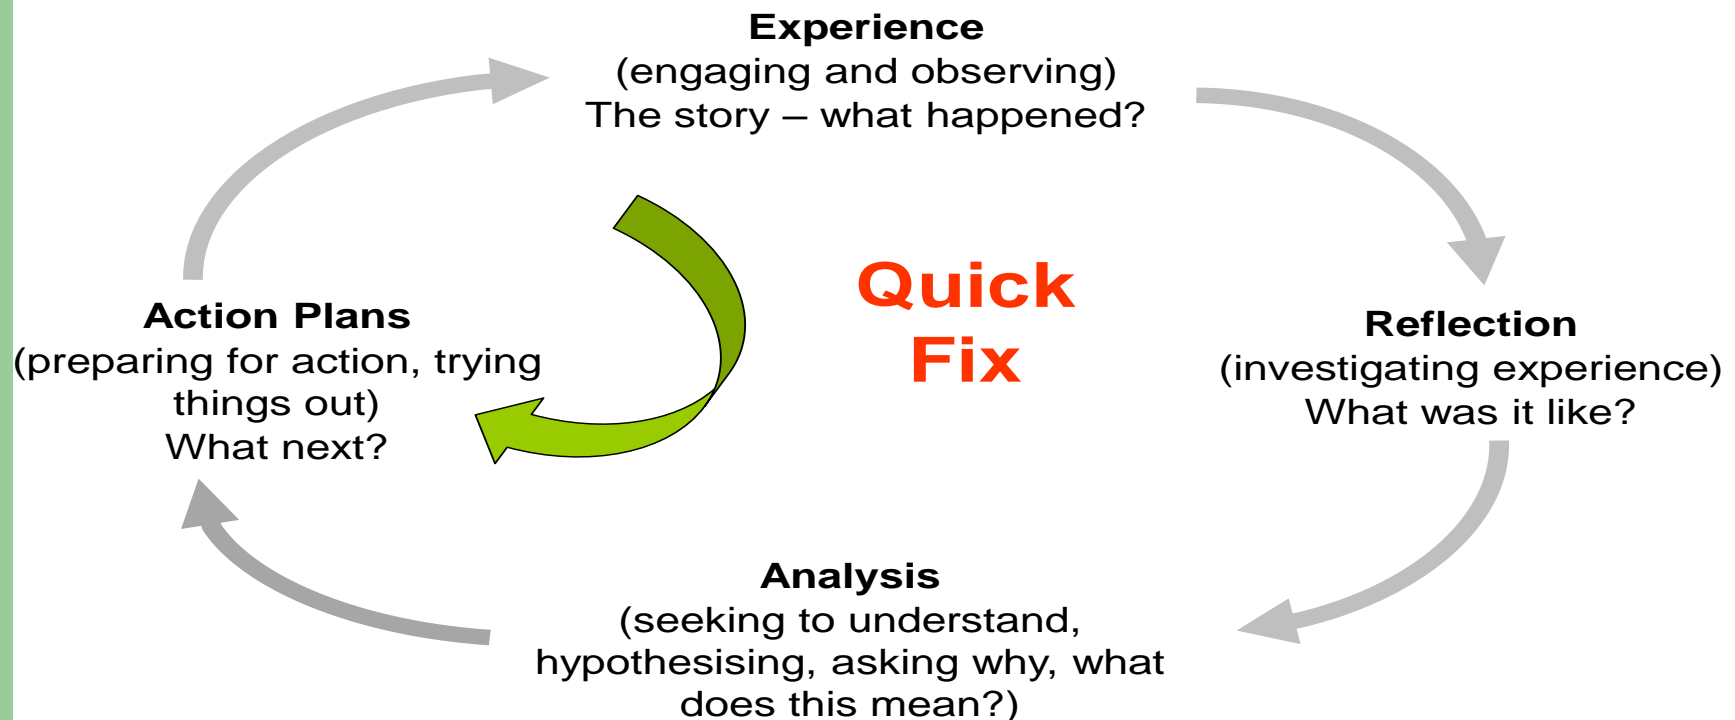 Experience
(engaging and observing)
The story – what happened?
Quick
Fix
Action Plans
(preparing for action, trying
things out)
What next?
Reflection
(investigating experience)
What was it like?
Analysis
(seeking to understand,
hypothesising, asking why, what
does this mean?)